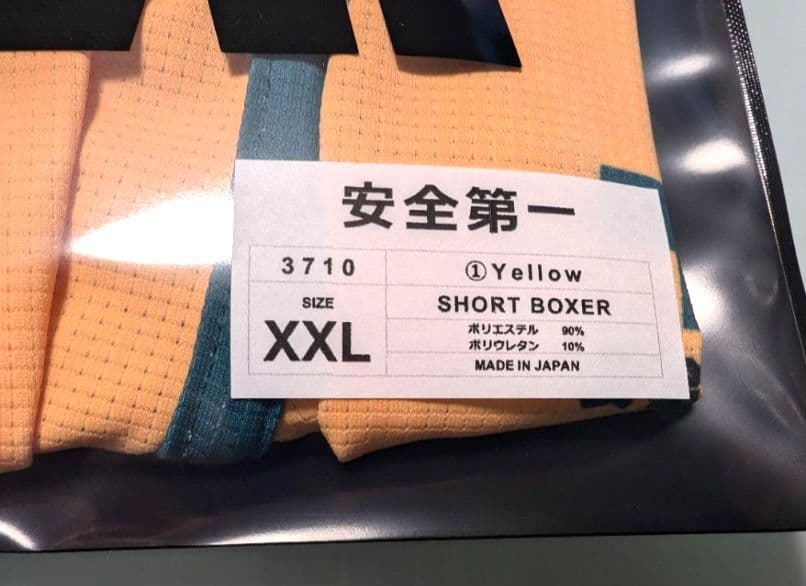 安全第一
3710
①Yellow
SIZE
XXL
SHORT BOXER
ポリエステル 90%
ポリウレタン 10%
MADE IN JAPAN